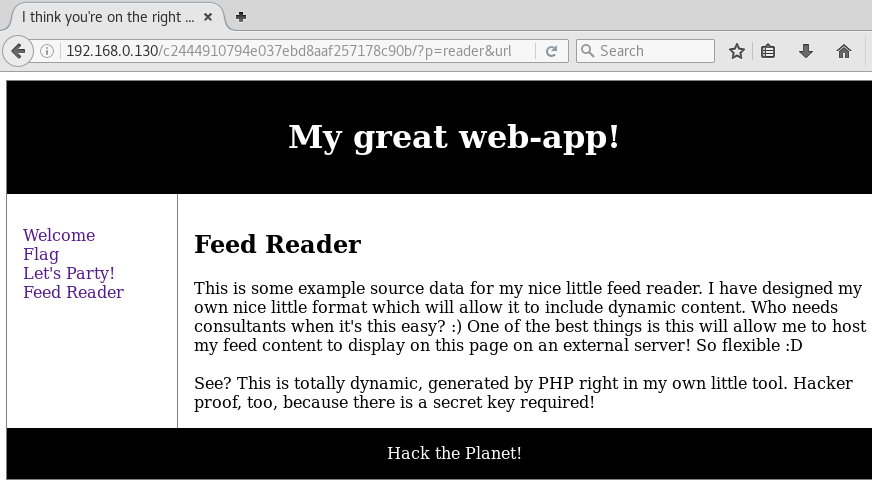 I think you're on the right ...
192.168.0.130/c2444910794e037ebd8aaf257178c90b/?p=reader&url
Search
My great web-app!
Welcome
Flag
Let's Party!
Feed Reader
Feed Reader
This is some example source data for my nice little feed reader. I have designed my
own nice little format which will allow it to include dynamic content. Who needs
consultants when it's this easy? :) One of the best things is this will allow me to host
my feed content to display on this page on an external server! So flexible :D
See? This is totally dynamic, generated by PHP right in my own little tool. Hacker
proof, too, because there is a secret key required!
Hack the Planet!